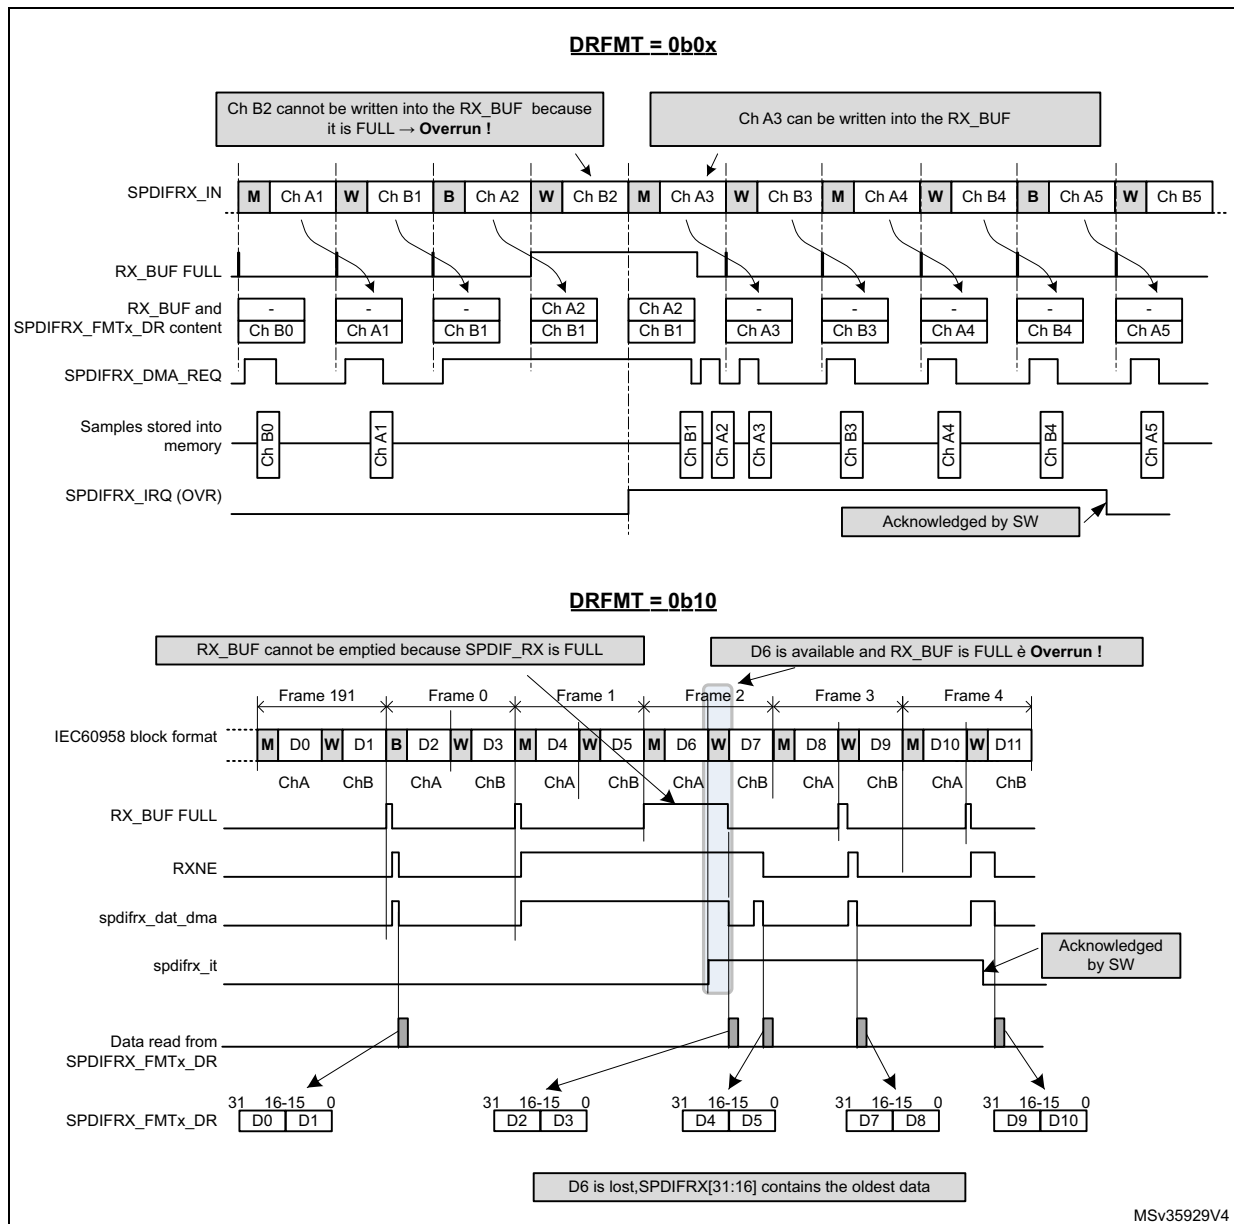 DRFMT = 0b0x
Ch B2 cannot be written into the RX_BUF because
it is FULL → Overrun !
Ch A3 can be written into the RX_BUF
SPDIFRX_IN
M Ch A1 W Ch B1 B Ch A2 W Ch B2 M Ch A3 W Ch B3 M Ch A4 W Ch B4 B Ch A5 W Ch B5
RX_BUF FULL
RX_BUF and
SPDIFRX_FMTx_DR content
- - - Ch A2 Ch A2 - - - - -
Ch B0 Ch A1 Ch B1 Ch B1 Ch B1 Ch A3 Ch B3 Ch A4 Ch B4 Ch A5
SPDIFRX_DMA_REQ
Samples stored into
memory
Ch B0 Ch A1 Ch B1 Ch A2 Ch A3 Ch B3 Ch A4 Ch B4 Ch A5
SPDIFRX_IRQ (OVR)
Acknowledged by SW
DRFMT = 0b10
RX_BUF cannot be emptied because SPDIF_RX is FULL
D6 is available and RX_BUF is FULL è Overrun !
Frame 191 Frame 0 Frame 1 Frame 2 Frame 3 Frame 4
IEC60958 block format
M D0 W D1 B D2 W D3 M D4 W D5 M D6 W D7 M D8 W D9 M D10 W D11
ChA ChB ChA ChB ChA ChB ChA ChB ChA ChB ChA ChB
RX_BUF FULL
RXNE
spdifrx_dat_dma
spdifrx_it
Acknowledged
by SW
Data read from
SPDIFRX_FMTx_DR
31 16-15 0 31 16-15 0 31 16-15 0 31 16-15 0 31 16-15 0
SPDIFRX_FMTx_DR
D0 D1 D2 D3 D4 D5 D7 D8 D9 D10
D6 is lost,SPDIFRX[31:16] contains the oldest data
MSv35929V4